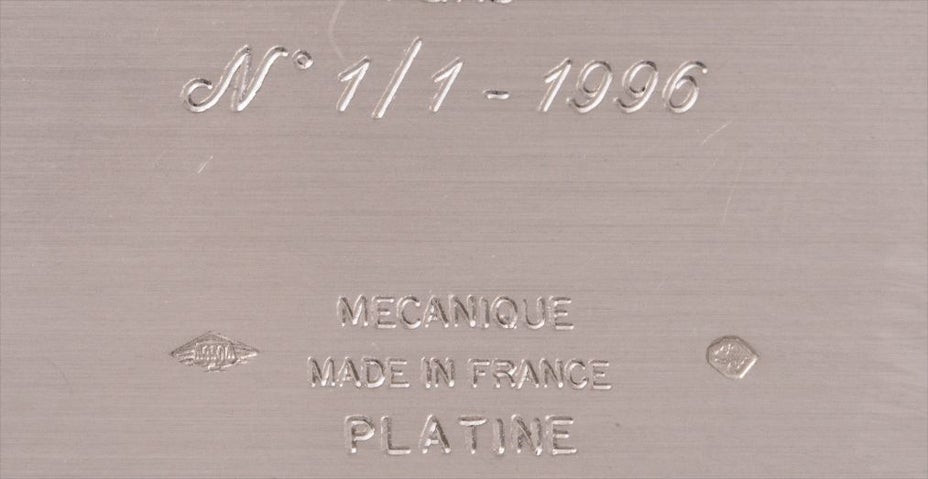 N° 1/1 - 1996
MECANIQUE
MADE IN FRANCE
PLATINE